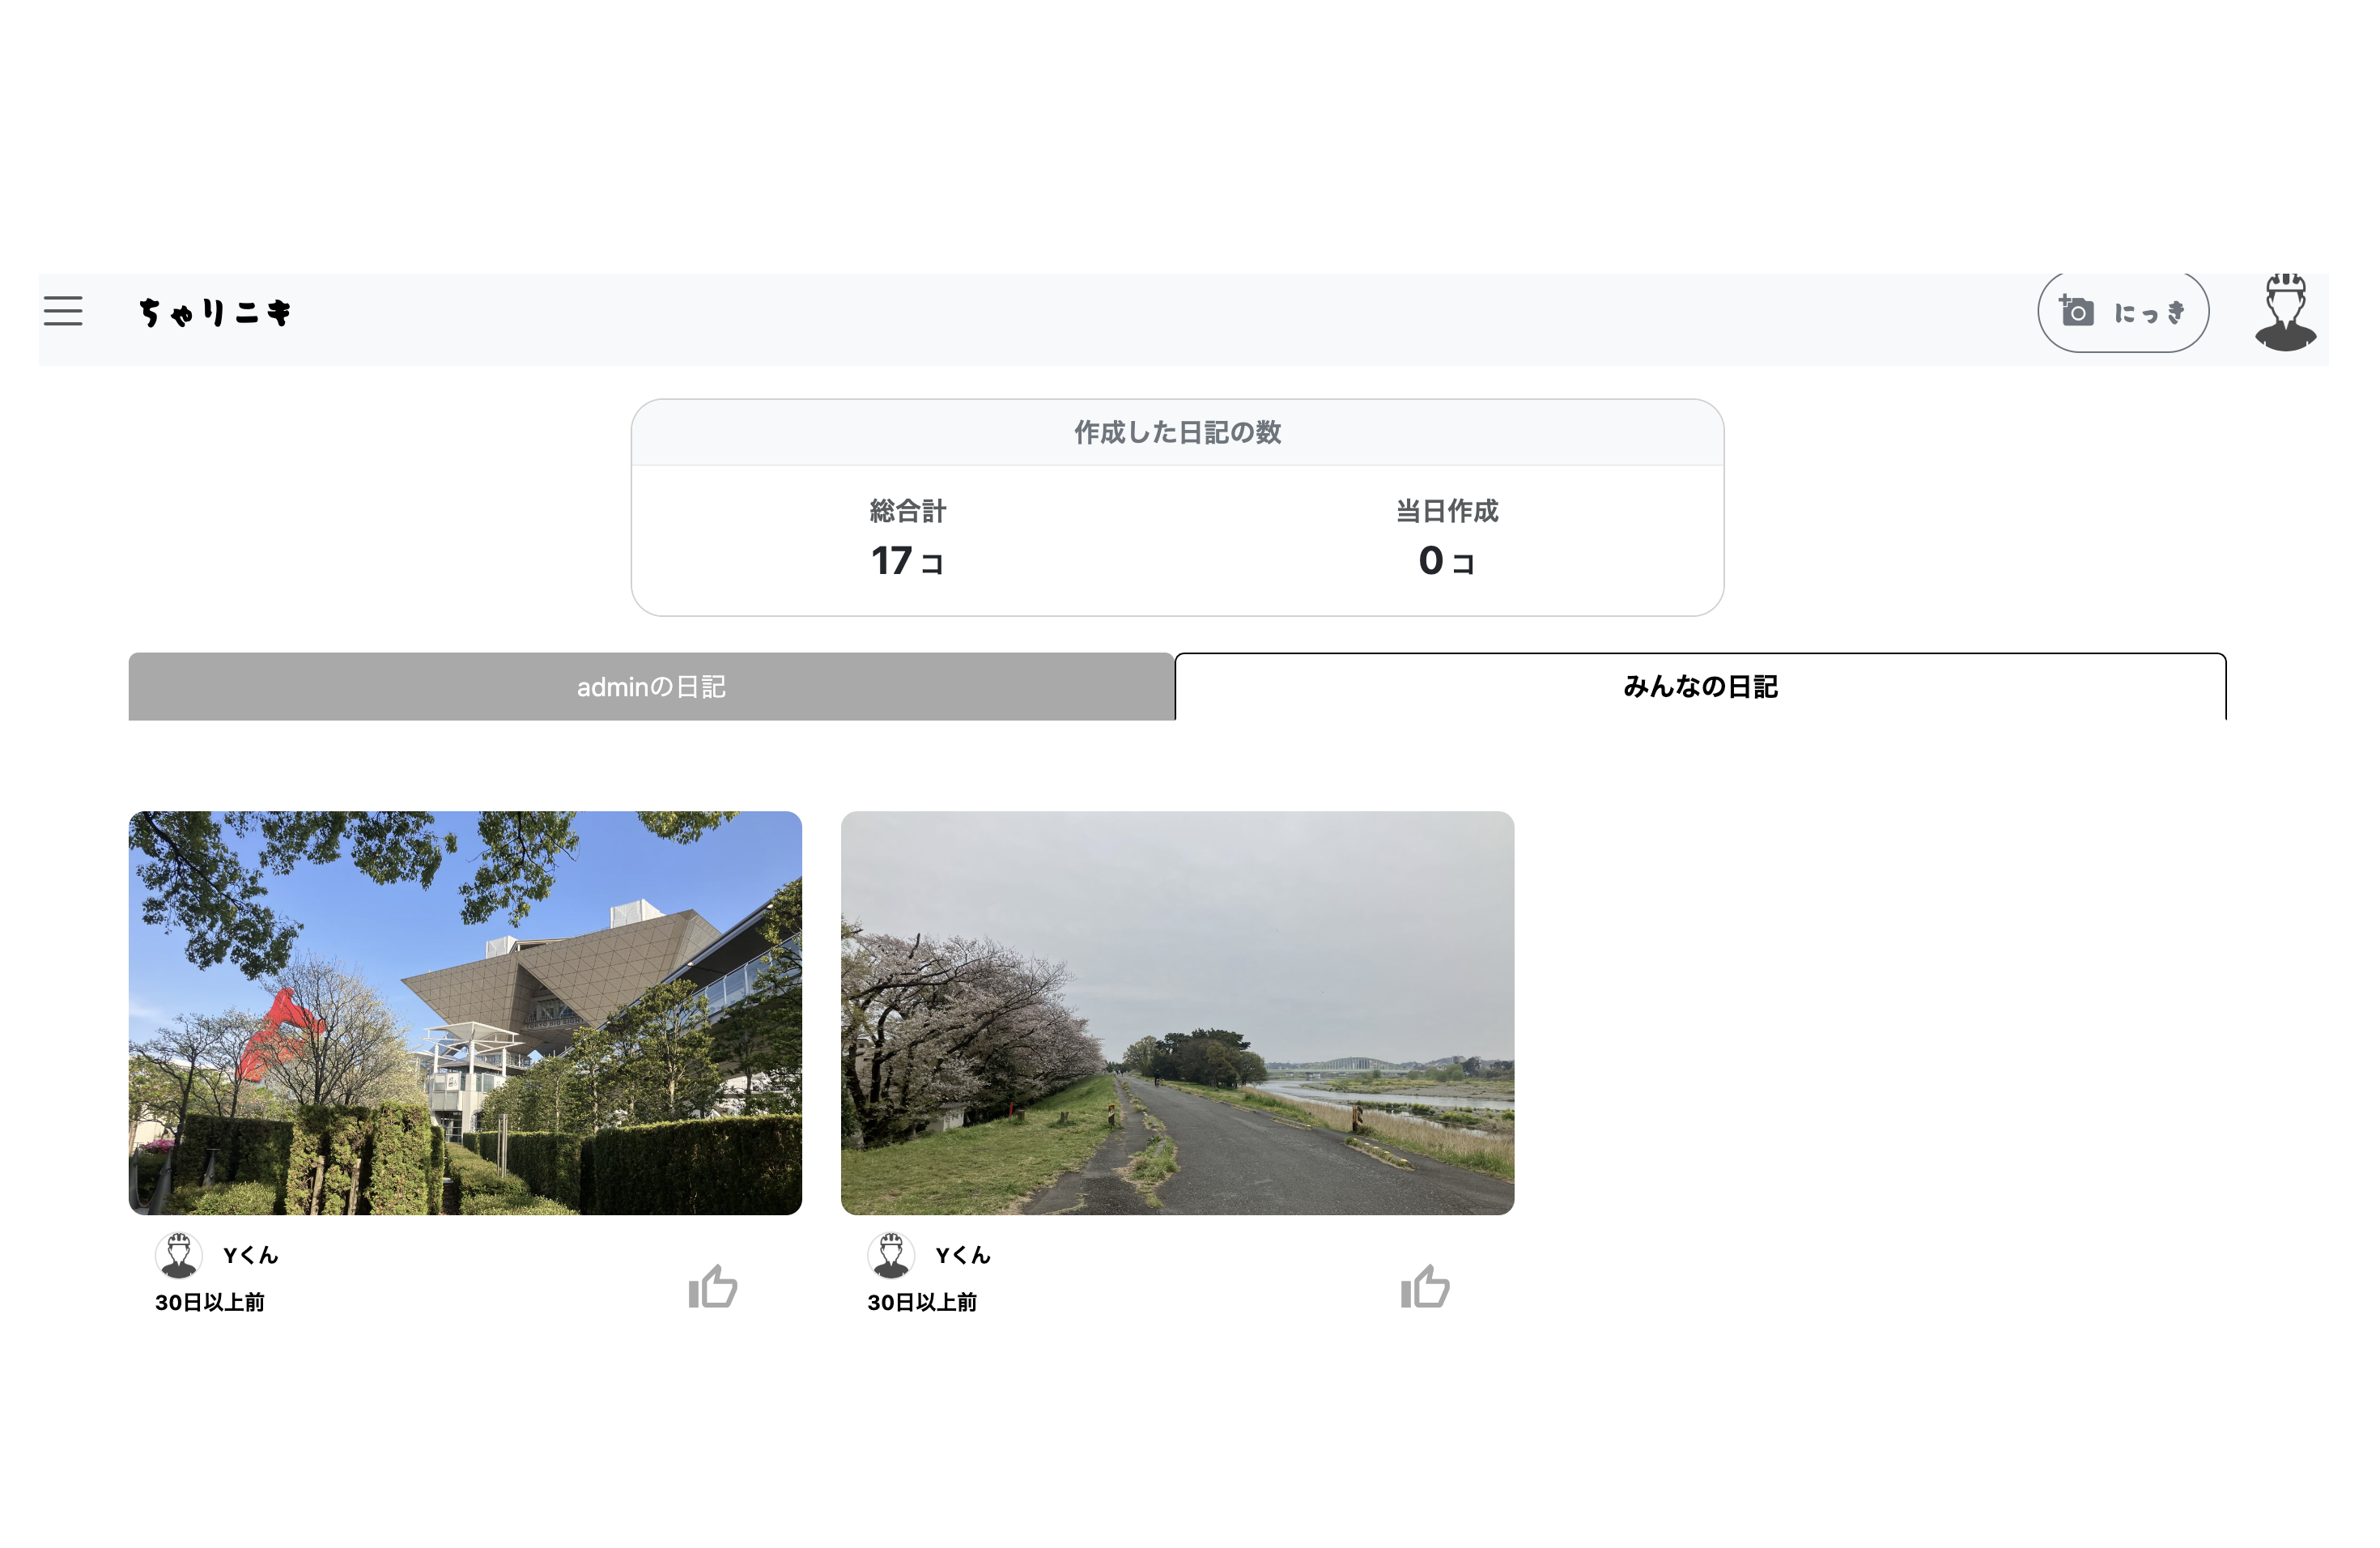 ちゃりニキ
にっき
作成した日記の数
総合計
当日作成
17 コ
0 コ
adminの日記
みんなの日記
Yくん
30日以上前
Yくん
30日以上前